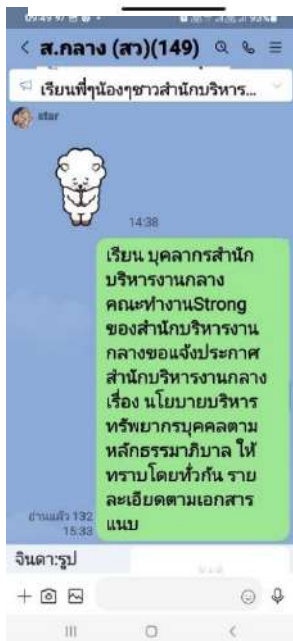 ส.กลาง (สว)(149)
เรียนพี่ๆน้องๆชาวสำนักบริหาร...
star
14:38
เรียน บุคลากรสำนัก
บริหารงานกลาง
คณะทำงานStrong
ของสำนักบริหารงาน
กลางขอแจ้งประกาศ
สำนักบริหารงานกลาง
เรื่อง นโยบายบริหาร
ทรัพยากรบุคคลตาม
หลักธรรมาภิบาล ให้
ทราบโดยทั่วกัน ราย
ละเอียดตามเอกสาร
แนบ
อ่านแล้ว 132
15:33
จินดา:รูป